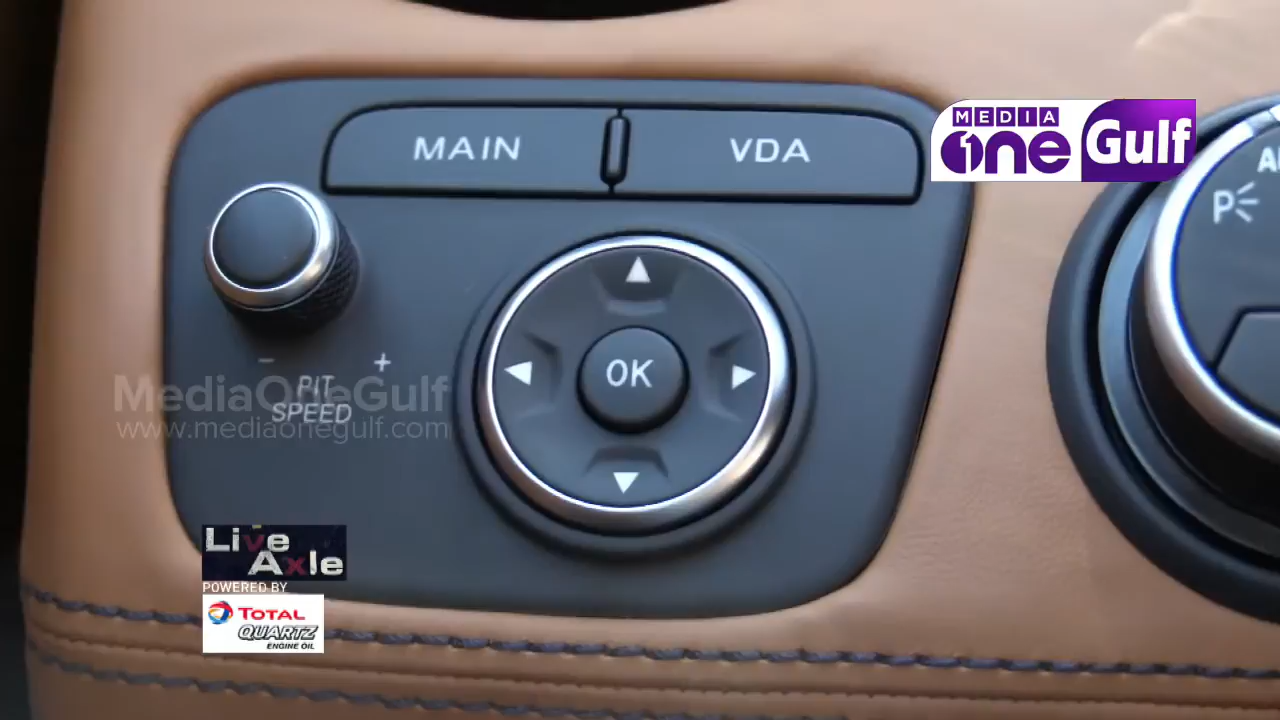 MAIN
VDA
MEDIA
one
Gulf
P
− +
PIT
SPEED
OK
MediaOneGulf
www.mediaonegulf.com
Live
Axle
POWERED BY
TOTAL
QUARTZ
ENGINE OIL